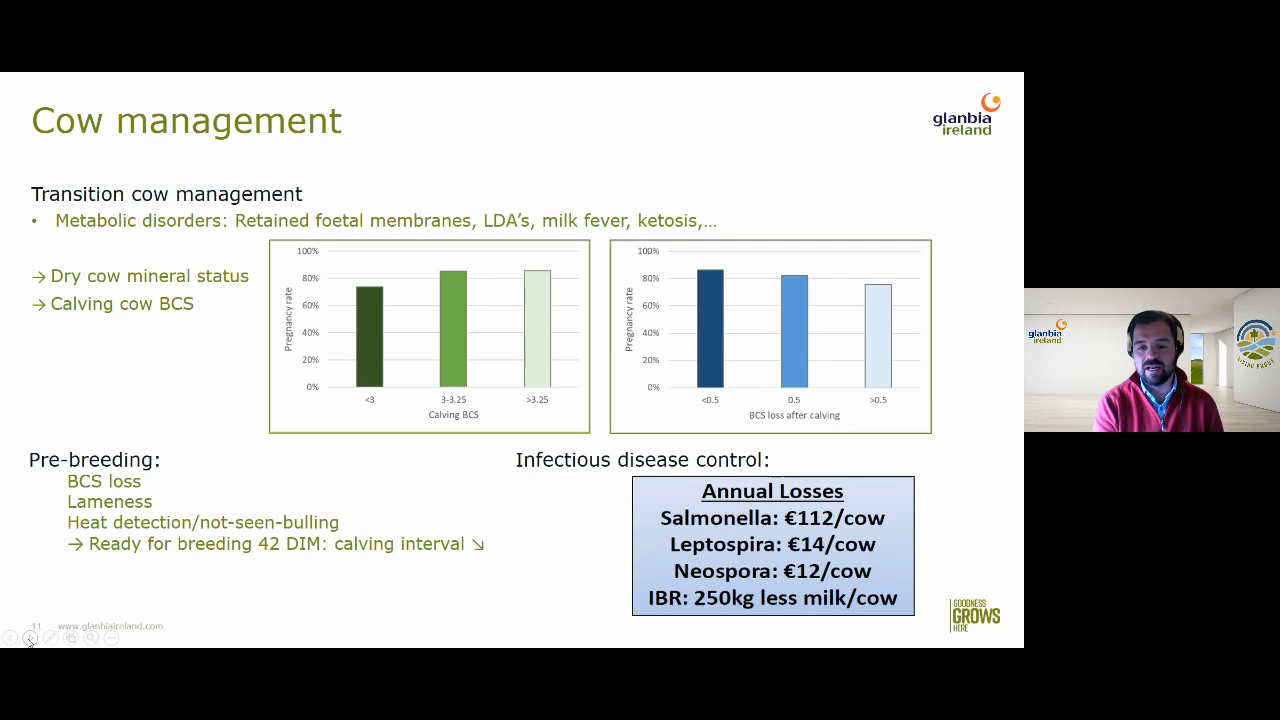 Cow management
glanbia
ireland
Transition cow management
• Metabolic disorders: Retained foetal membranes, LDA's, milk fever, ketosis,...
→ Dry cow mineral status
→ Calving cow BCS
100%
80%
60%
40%
20%
0%
Pregnancy rate
<3
3-3.25
>3.25
Calving BCS
100%
80%
60%
40%
20%
0%
Pregnancy rate
<0.5
0.5
>0.5
BCS loss after calving
glanbia
ireland
LIVING PROOF
Pre-breeding:
BCS loss
Lameness
Heat detection/not-seen-bulling
→ Ready for breeding 42 DIM: calving interval ↘
Infectious disease control:
Annual Losses
Salmonella: €112/cow
Leptospira: €14/cow
Neospora: €12/cow
IBR: 250kg less milk/cow
GOODNESS
GROWS
HERE
11 www.glanbiaireland.com